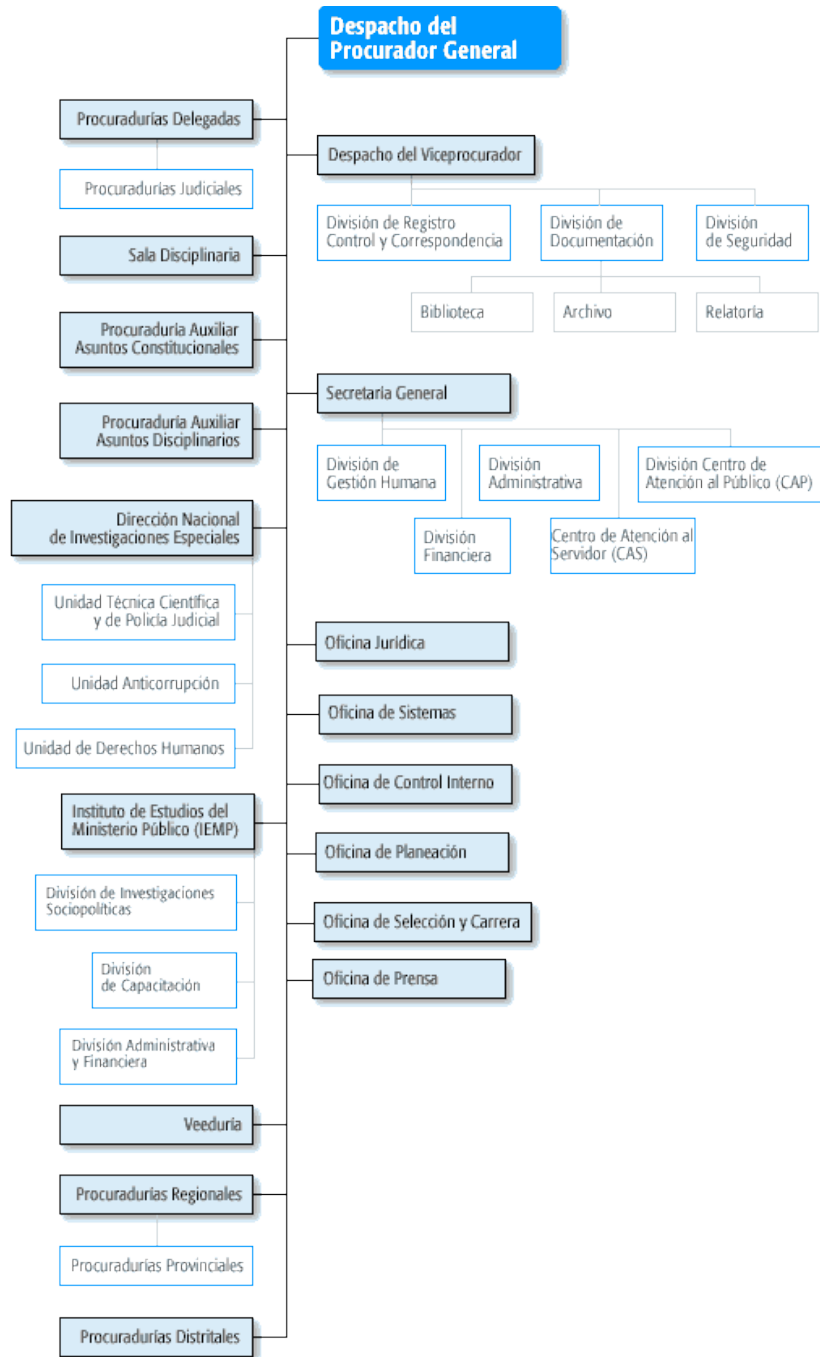 Despacho del
Procurador General
Procuradurías Delegadas
Procuradurías Judiciales
Despacho del Viceprocurador
División de Registro
Control y Correspondencia
División de
Documentación
División
de Seguridad
Biblioteca
Archivo
Relatoría
Sala Disciplinaria
Procuraduría Auxiliar
Asuntos Constitucionales
Procuraduría Auxiliar
Asuntos Disciplinarios
Secretaría General
División de
Gestión Humana
División
Administrativa
División Centro de
Atención al Público (CAP)
División
Financiera
Centro de Atención al
Servidor (CAS)
Dirección Nacional
de Investigaciones Especiales
Unidad Técnica Científica
y de Policía Judicial
Unidad Anticorrupción
Unidad de Derechos Humanos
Oficina Jurídica
Oficina de Sistemas
Oficina de Control Interno
Oficina de Planeación
Oficina de Selección y Carrera
Oficina de Prensa
Instituto de Estudios del
Ministerio Público (IEMP)
División de Investigaciones
Sociopolíticas
División
de Capacitación
División Administrativa
y Financiera
Veeduría
Procuradurías Regionales
Procuradurías Provinciales
Procuradurías Distritales